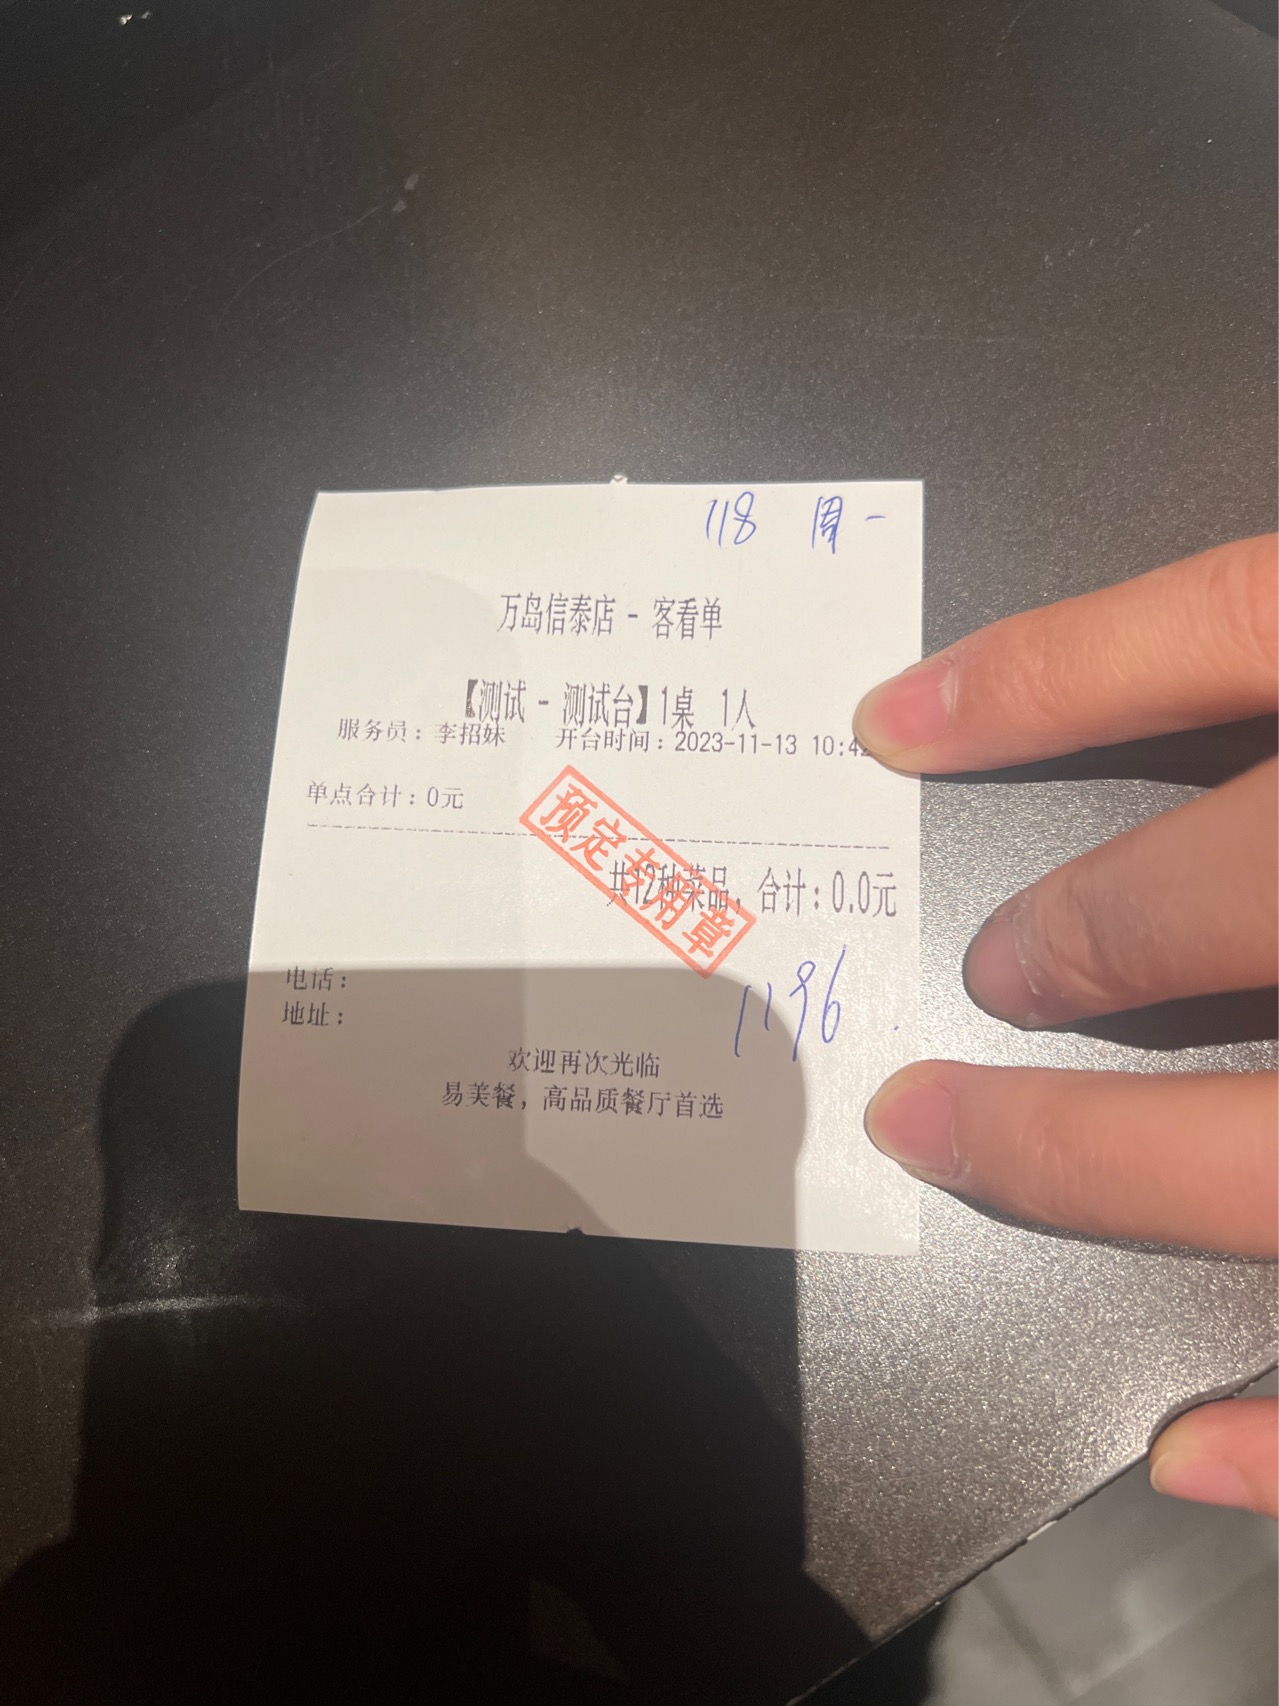 118 周一
万岛信泰店 - 客看单
【测试 - 测试台】1桌 1人
服务员：李招妹 开台时间：2023-11-13 10:42
单点合计：0元
预定专用章
共12种菜品，合计：0.0元
电话：
地址：
1196
欢迎再次光临
易美餐，高品质餐厅首选